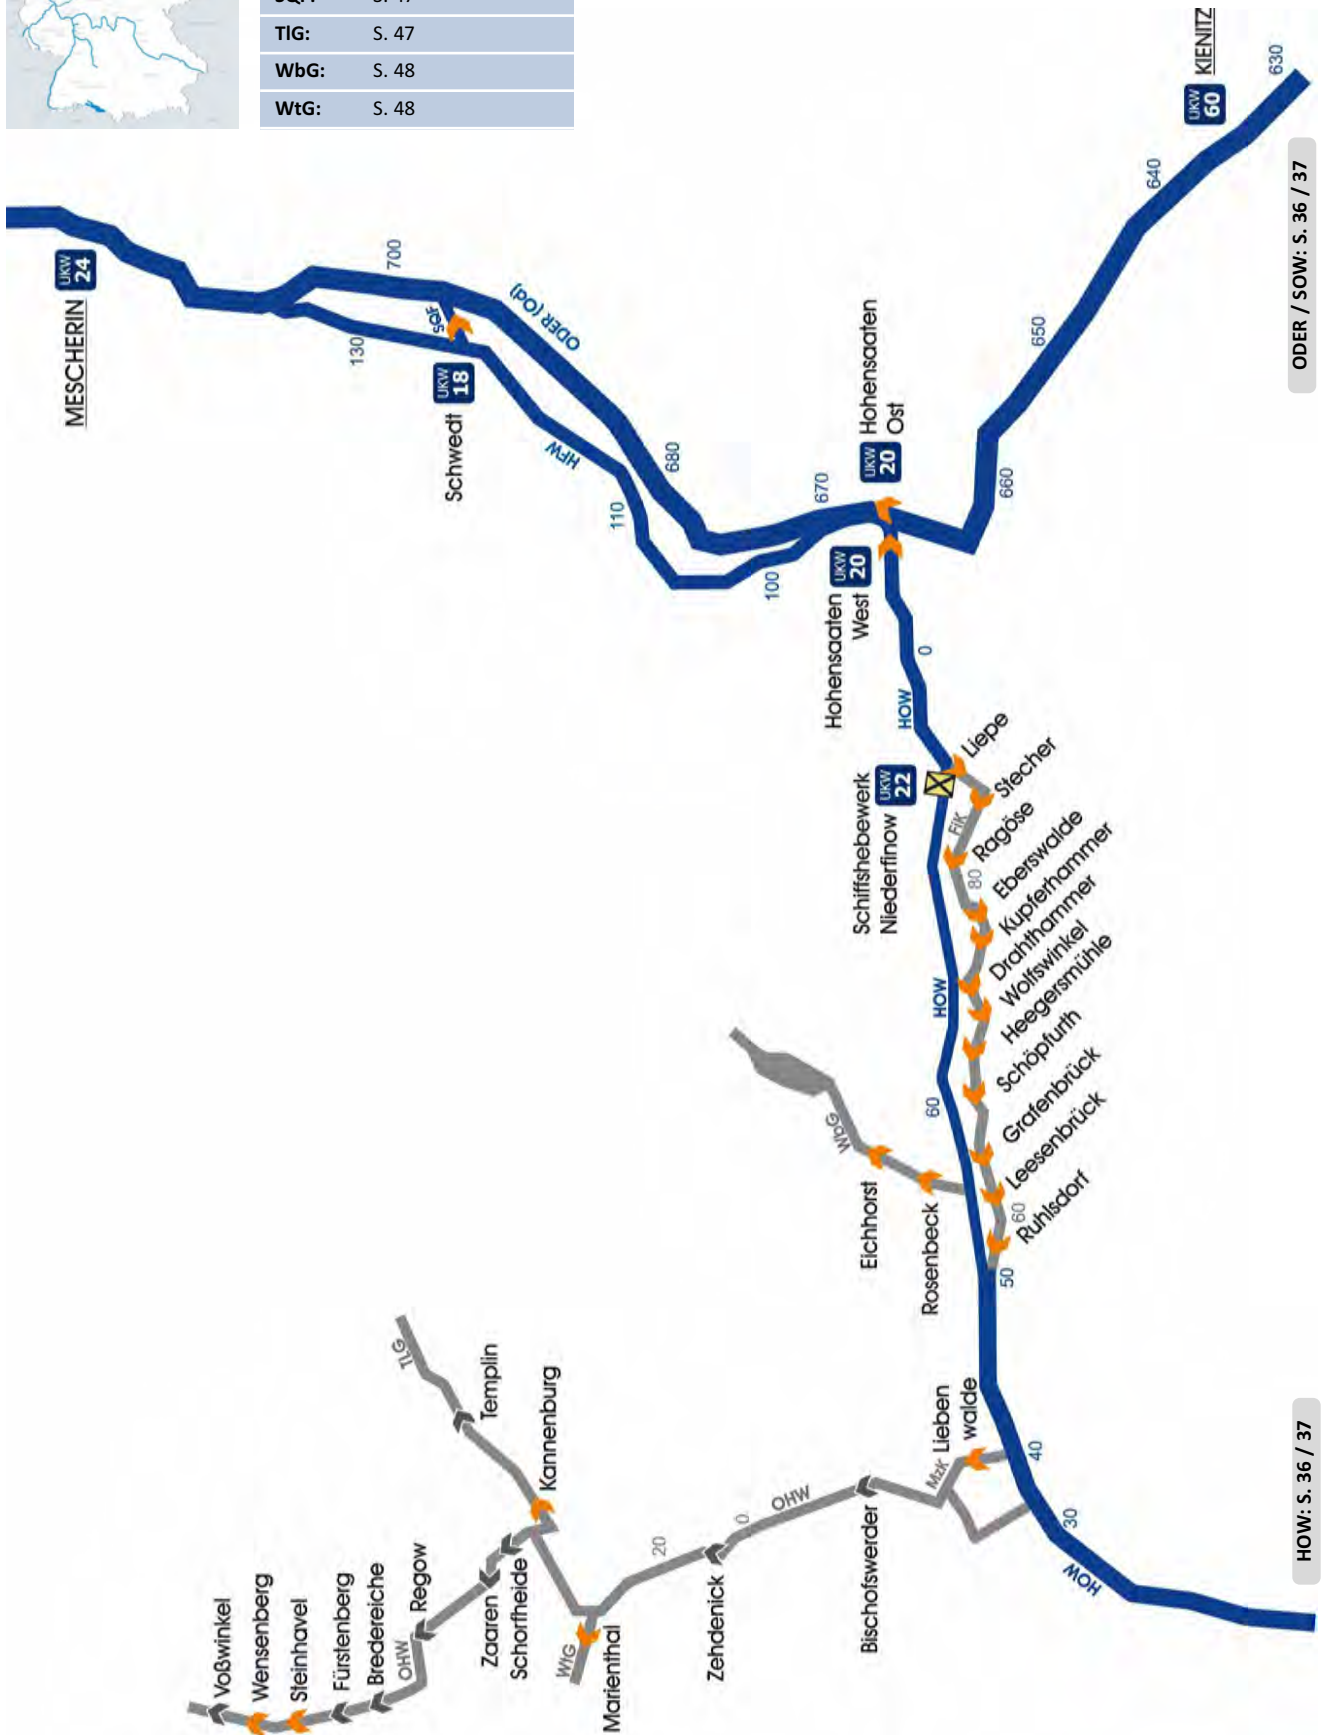 TlG: S. 47
WbG: S. 48
WtG: S. 48
KIENITZ
UKW
60
630
640
650
660
ODER / SOW: S. 36 / 37
MESCHERIN
UKW
24
700
130
SQF
ODER (Od)
Schwedt
UKW
18
HFW
110
680
100
670
Hohensaaten
Ost
UKW
20
Hohensaaten
West
UKW
20
0
HOW
Schiffshebewerk
Niederfinow
UKW
22
Liepe
Stecher
FiK
Ragöse
80
Eberswalde
Kupferhammer
Drahthammer
Wolfswinkel
Heegersmühle
Schöpfurth
Grafenbrück
Leesenbrück
60
Ruhlsdorf
HOW
60
WbG
Eichhorst
Rosenbeck
50
TLG
Templin
Kannenburg
Lieben
walde
MzK
40
30
HOW
OHW
Bischofswerder
0
20
Zehdenick
Marienthal
WtG
Zaaren
Schorfheide
Regow
OHW
Bredereiche
Fürstenberg
Steinhavel
Wensenberg
Voßwinkel
HOW: S. 36 / 37